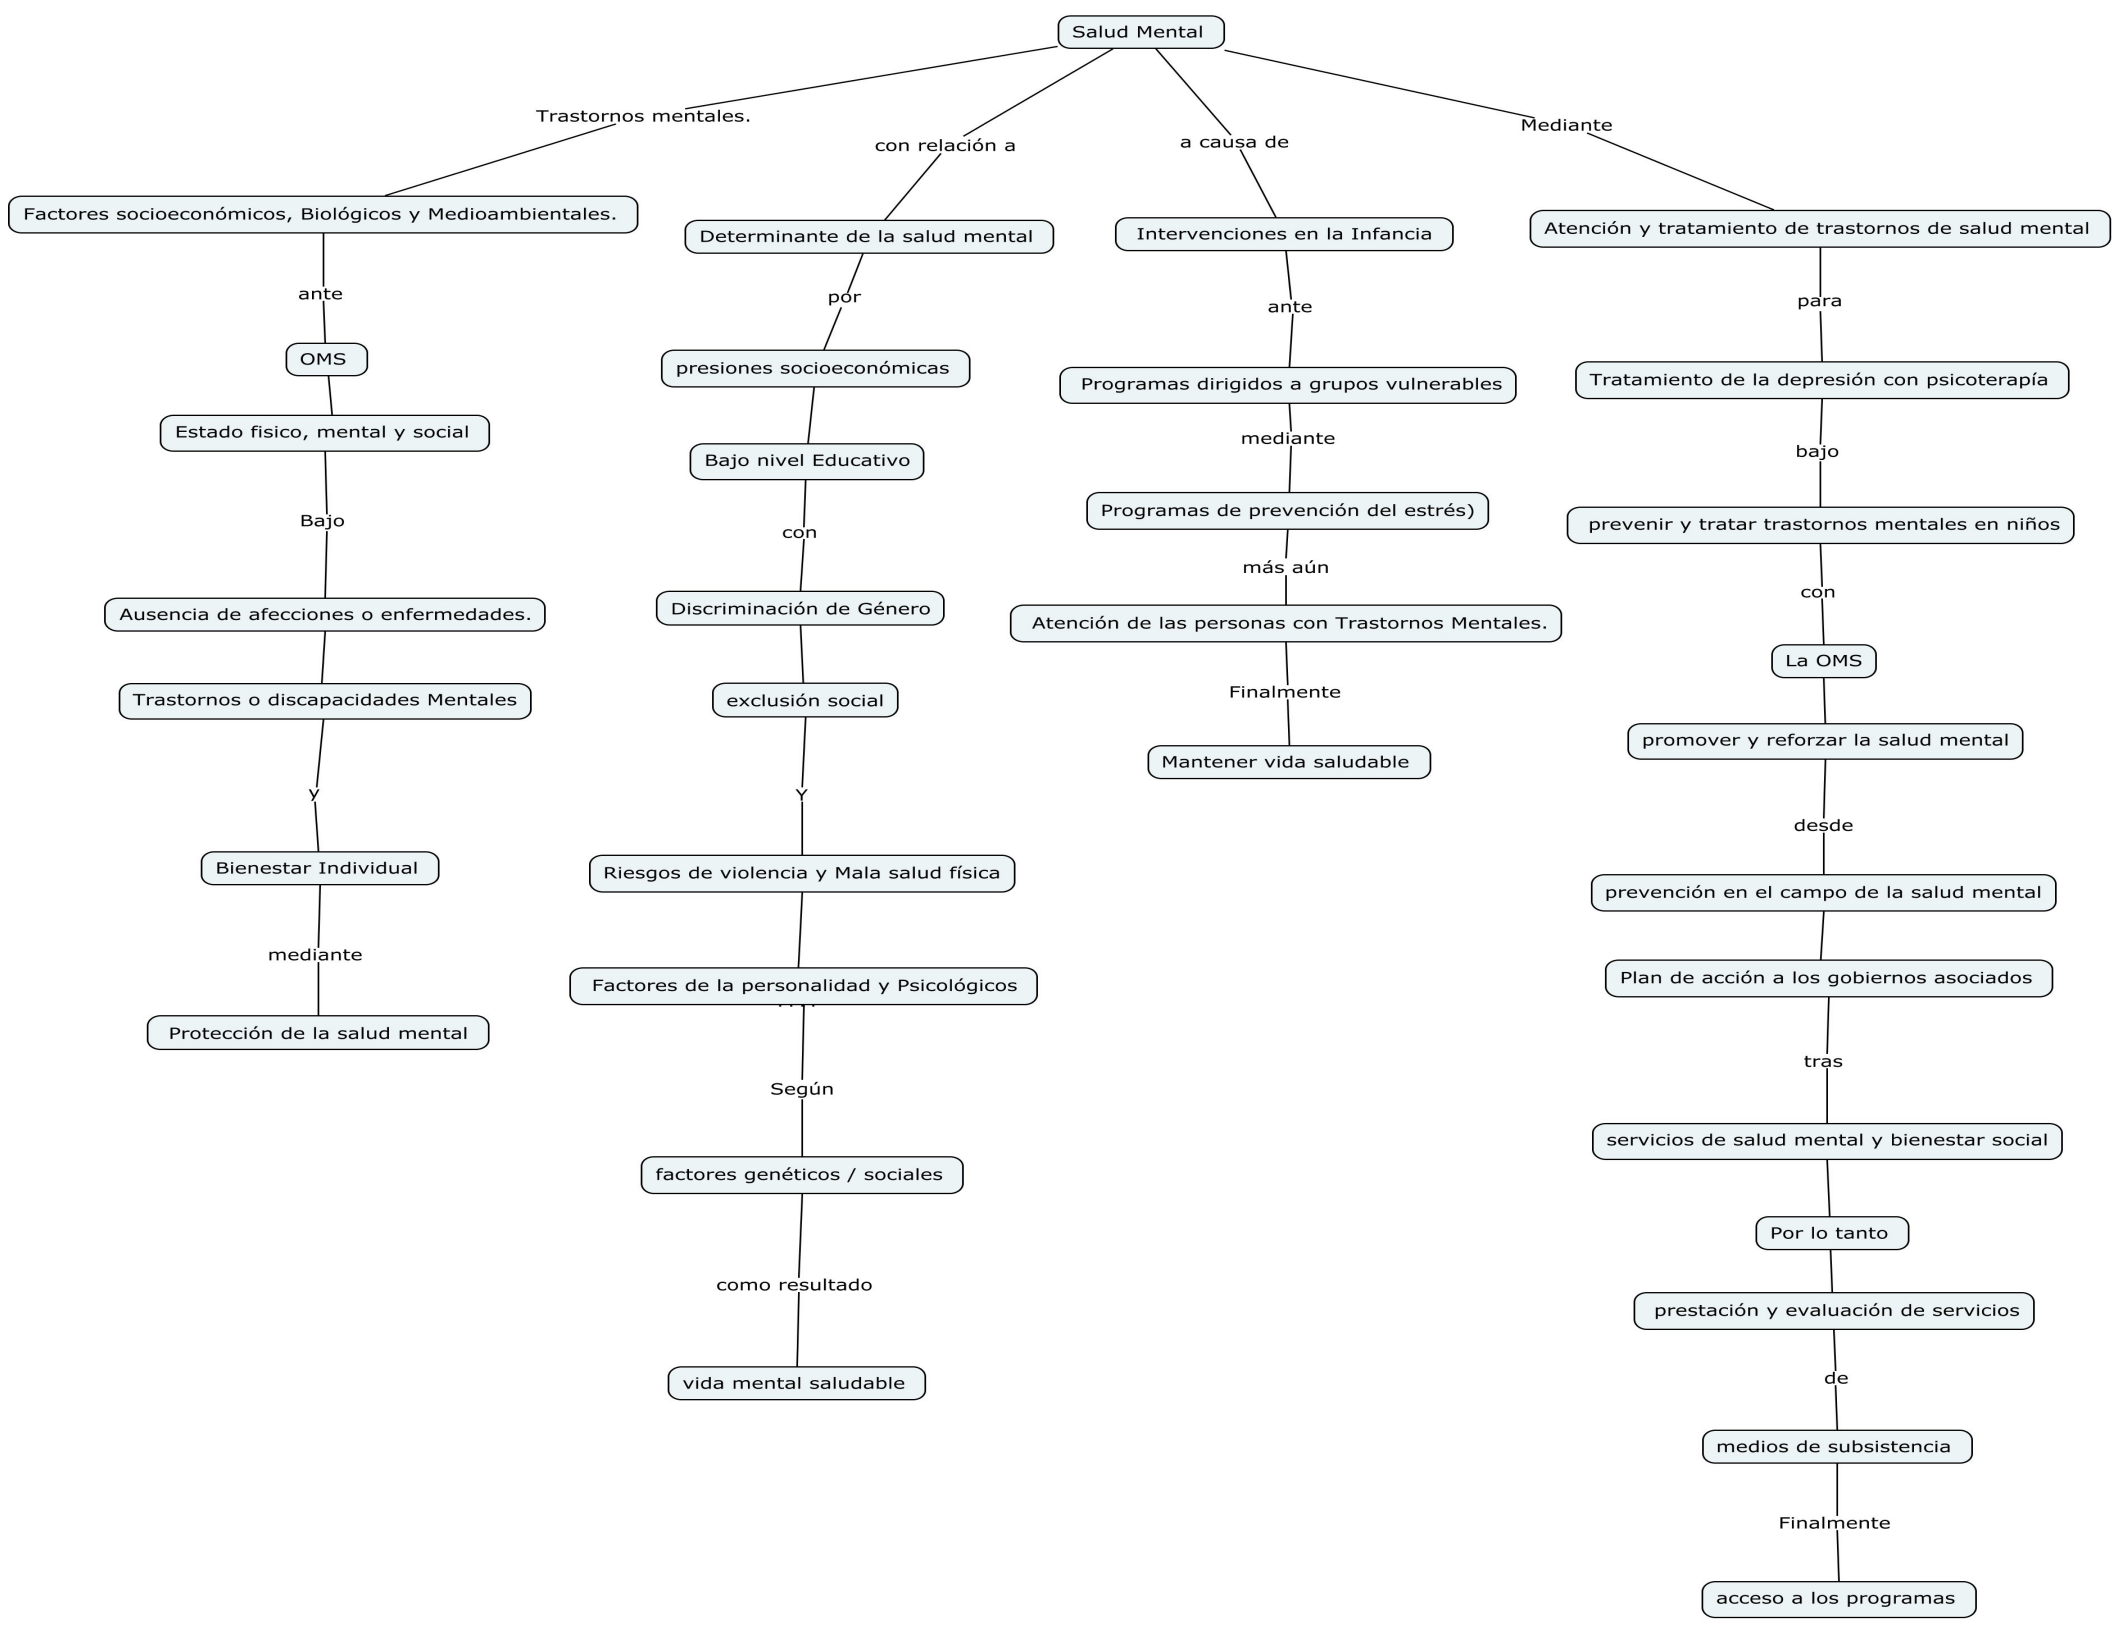 Salud Mental
Trastornos mentales.
Factores socioeconómicos, Biológicos y Medioambientales.
ante
OMS
Estado fisico, mental y social
Bajo
Ausencia de afecciones o enfermedades.
Trastornos o discapacidades Mentales
y
Bienestar Individual
mediante
Protección de la salud mental
con relación a
Determinante de la salud mental
por
presiones socioeconómicas
Bajo nivel Educativo
con
Discriminación de Género
exclusión social
Y
Riesgos de violencia y Mala salud física
Factores de la personalidad y Psicológicos
Según
factores genéticos / sociales
como resultado
vida mental saludable
a causa de
Intervenciones en la Infancia
ante
Programas dirigidos a grupos vulnerables
mediante
Programas de prevención del estrés)
más aún
Atención de las personas con Trastornos Mentales.
Finalmente
Mantener vida saludable
Mediante
Atención y tratamiento de trastornos de salud mental
para
Tratamiento de la depresión con psicoterapía
bajo
prevenir y tratar trastornos mentales en niños
con
La OMS
promover y reforzar la salud mental
desde
prevención en el campo de la salud mental
Plan de acción a los gobiernos asociados
tras
servicios de salud mental y bienestar social
Por lo tanto
prestación y evaluación de servicios
de
medios de subsistencia
Finalmente
acceso a los programas